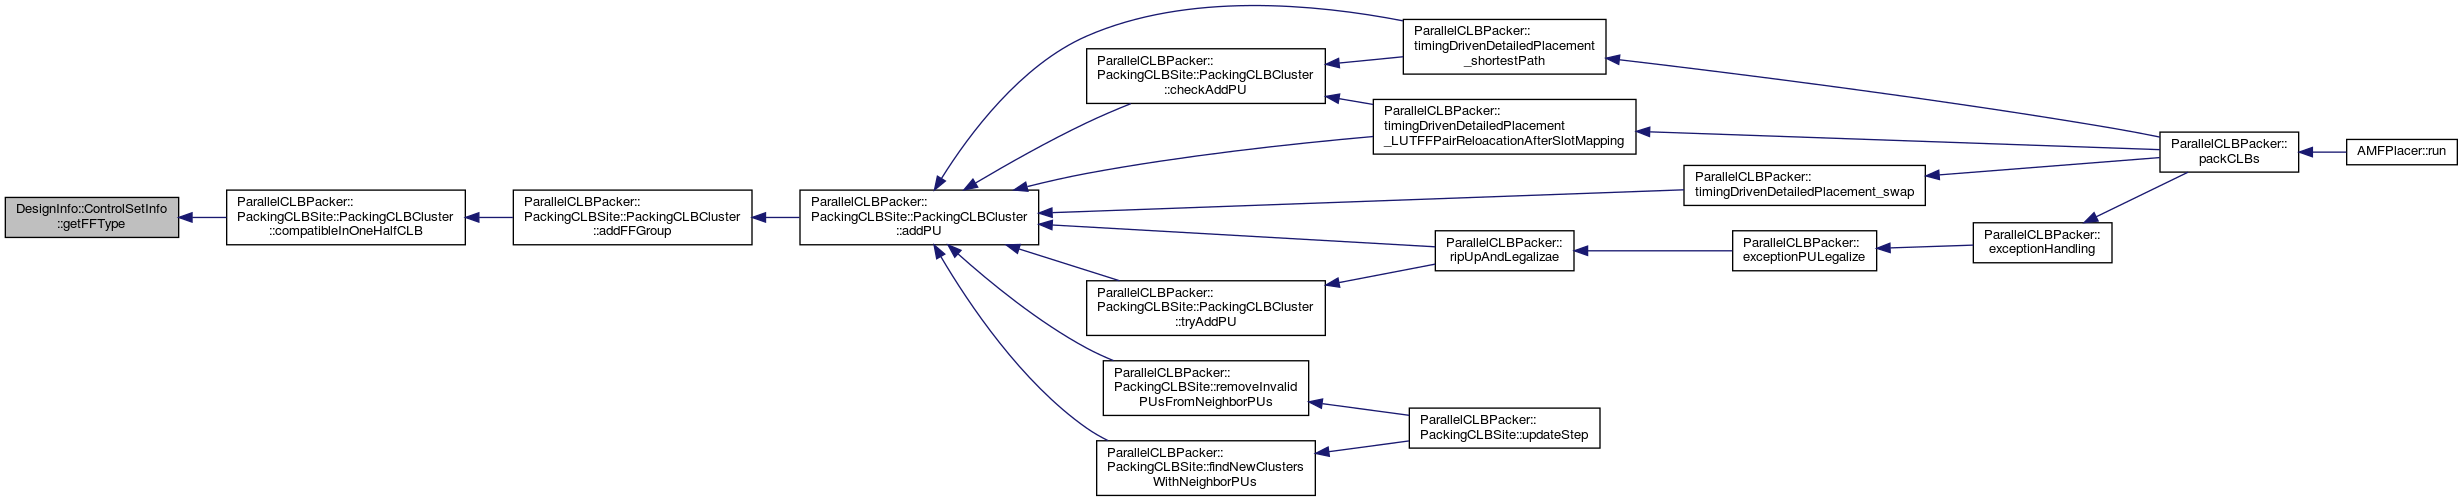 DesignInfo::ControlSetInfo
::getFFType
ParallelCLBPacker::
PackingCLBSite::PackingCLBCluster
::compatibleInOneHalfCLB
ParallelCLBPacker::
PackingCLBSite::PackingCLBCluster
::addFFGroup
ParallelCLBPacker::
PackingCLBSite::PackingCLBCluster
::addPU
ParallelCLBPacker::
PackingCLBSite::PackingCLBCluster
::checkAddPU
ParallelCLBPacker::
timingDrivenDetailedPlacement
_shortestPath
ParallelCLBPacker::
timingDrivenDetailedPlacement
_LUTFFPairReloacationAfterSlotMapping
ParallelCLBPacker::
timingDrivenDetailedPlacement_swap
ParallelCLBPacker::
ripUpAndLegalizae
ParallelCLBPacker::
exceptionPULegalize
ParallelCLBPacker::
exceptionHandling
ParallelCLBPacker::
packCLBs
AMFPlacer::run
ParallelCLBPacker::
PackingCLBSite::PackingCLBCluster
::tryAddPU
ParallelCLBPacker::
PackingCLBSite::removeInvalid
PUsFromNeighborPUs
ParallelCLBPacker::
PackingCLBSite::updateStep
ParallelCLBPacker::
PackingCLBSite::findNewClusters
WithNeighborPUs